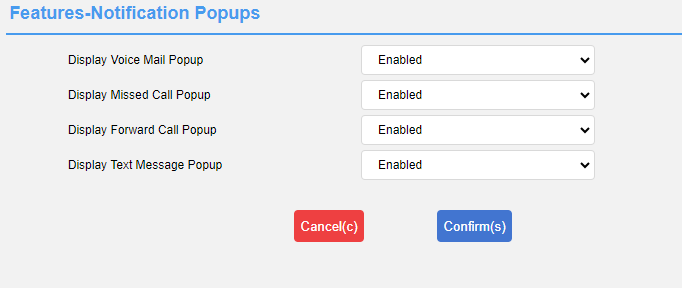 Features-Notification Popups
Display Voice Mail Popup Enabled
Display Missed Call Popup Enabled
Display Forward Call Popup Enabled
Display Text Message Popup Enabled
Cancel(c) Confirm(s)